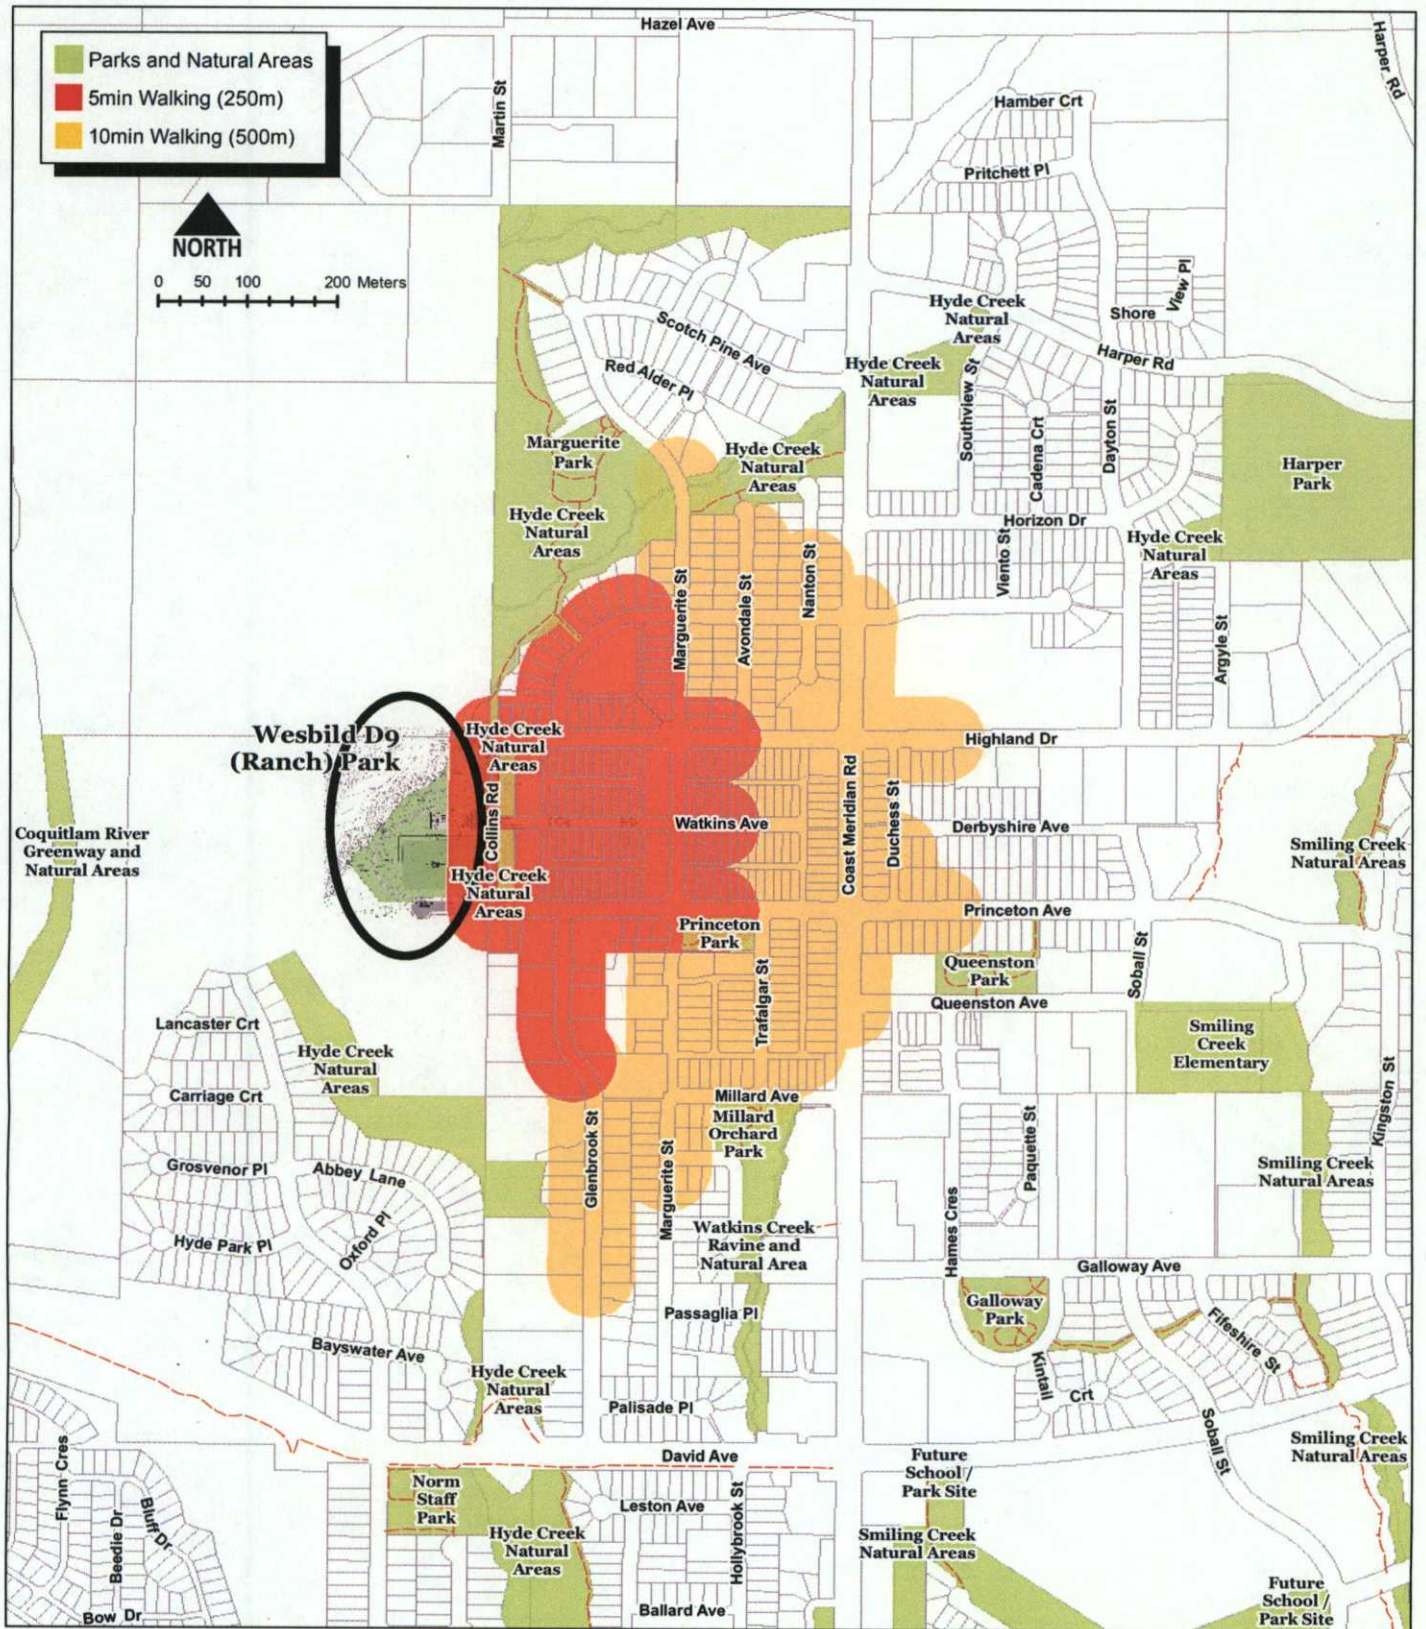 Hazel Ave
Harper Rd
Parks and Natural Areas
5min Walking (250m)
10min Walking (500m)
Martin St
Hamber Crt
Pritchett Pl
NORTH
0 50 100 200 Meters
View Pl
Shore
Hyde Creek
Natural
Areas
Scotch Pine Ave
Harper Rd
Hyde Creek
Natural
Areas
Red Alder Pl
Southview St
Cadena Crt
Dayton St
Marguerite
Park
Hyde Creek
Natural
Areas
Harper
Park
Hyde Creek
Natural
Areas
Horizon Dr
Hyde Creek
Natural
Areas
Viento St
Nanton St
Avondale St
Marguerite St
Argyle St
Wesbild D9
(Ranch) Park
Hyde Creek
Natural
Areas
Highland Dr
Collins Rd
Watkins Ave
Coast Meridian Rd
Duchess St
Derbyshire Ave
Coquitlam River
Greenway and
Natural Areas
Smiling Creek
Natural Areas
Hyde Creek
Natural
Areas
Princeton Ave
Princeton
Park
Soball St
Queenston
Park
Queenston Ave
Trafalgar St
Lancaster Crt
Smiling
Creek
Elementary
Hyde Creek
Natural
Areas
Carriage Crt
Millard Ave
Millard
Orchard
Park
Kingston St
Paquette St
Grosvenor Pl
Abbey Lane
Glenbrook St
Marguerite St
Smiling Creek
Natural Areas
Hyde Park Pl
Oxford Pl
Watkins Creek
Ravine and
Natural Area
Hames Cres
Galloway Ave
Galloway
Park
Passaglia Pl
Fifeshire St
Bayswater Ave
Hyde Creek
Natural
Areas
Kintail
Crt
Palisade Pl
Soball St
Smiling Creek
Natural Areas
David Ave
Future
School /
Park Site
Flynn Cres
Norm
Staff
Park
Leston Ave
Hollybrook St
Bluff Dr
Beedie Dr
Hyde Creek
Natural
Areas
Smiling Creek
Natural Areas
Future
School /
Park Site
Bow Dr
Ballard Ave